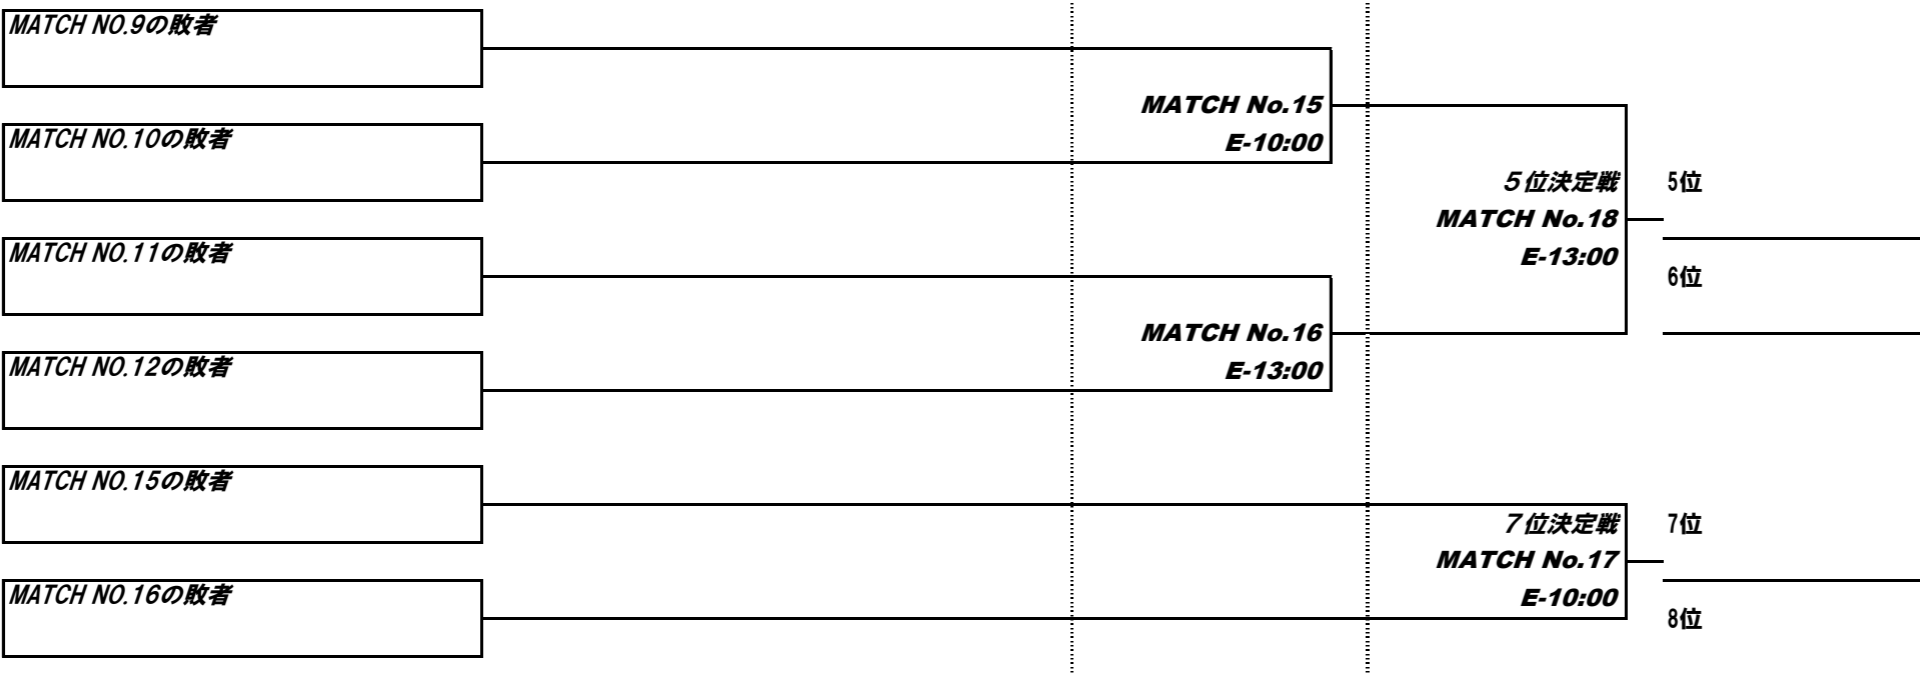 MATCH NO.9の敗者
MATCH No.15
E-10:00
MATCH NO.10の敗者
５位決定戦
MATCH No.18
E-13:00
5位
6位
MATCH NO.11の敗者
MATCH No.16
E-13:00
MATCH NO.12の敗者
MATCH NO.15の敗者
７位決定戦
MATCH No.17
E-10:00
7位
8位
MATCH NO.16の敗者